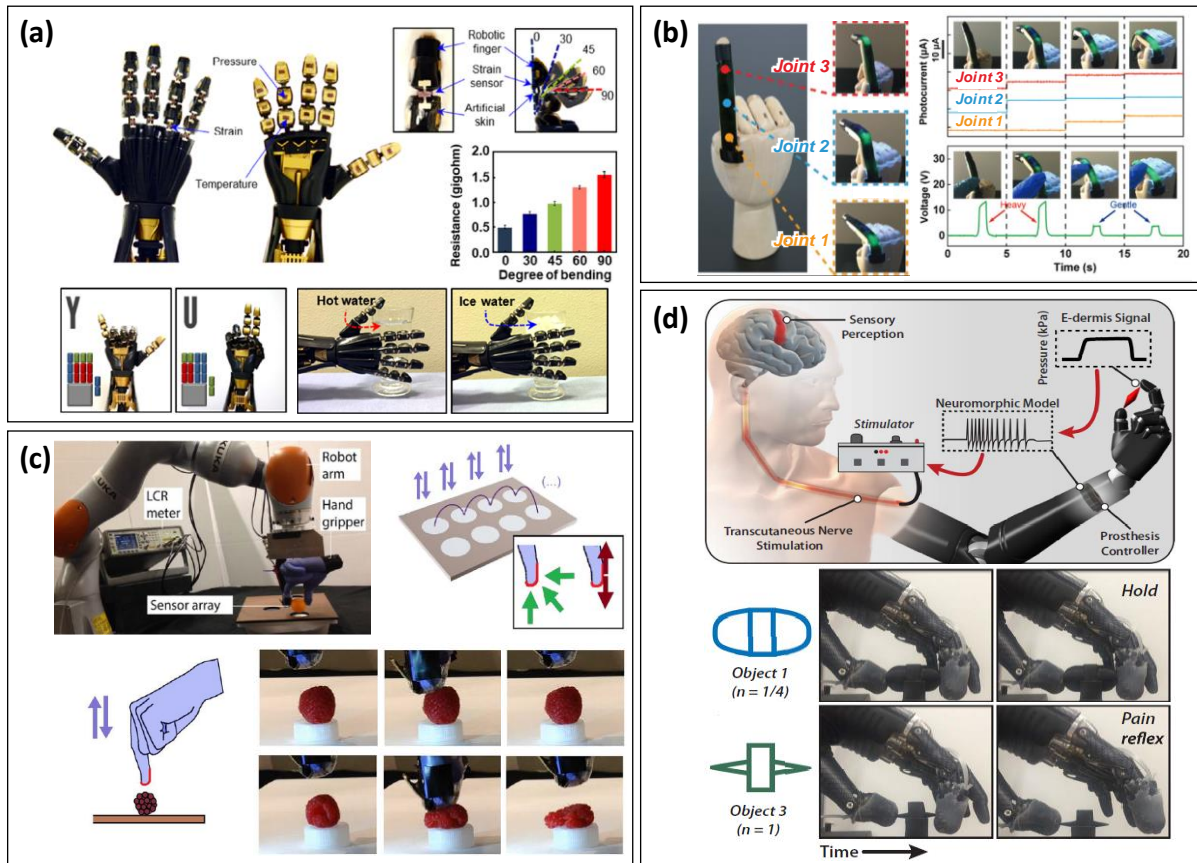 (a)
Pressure
Strain
Temperature
Robotic
finger
Strain
sensor
Artificial
skin
0
30
45
60
90
Resistance (gigohm)
2.0
1.5
1.0
0.5
0.0
0 30 45 60 90
Degree of bending
Y
U
Hot water
Ice water
(b)
Joint 3
Joint 2
Joint 1
Photocurrent (μA)
10 μA
Joint 3
Joint 2
Joint 1
Voltage (V)
30
20
10
0
Heavy
Gentle
0 5 10 15 20
Time (s)
(c)
KUKA
UKA
Robot
arm
LCR
meter
Hand
gripper
Sensor array
(...)
(d)
Sensory
Perception
E-dermis Signal
Pressure (kPa)
Neuromorphic Model
Stimulator
Transcutaneous Nerve
Stimulation
Prosthesis
Controller
Object 1
(n = 1/4)
Hold
Object 3
(n = 1)
Pain
reflex
Time